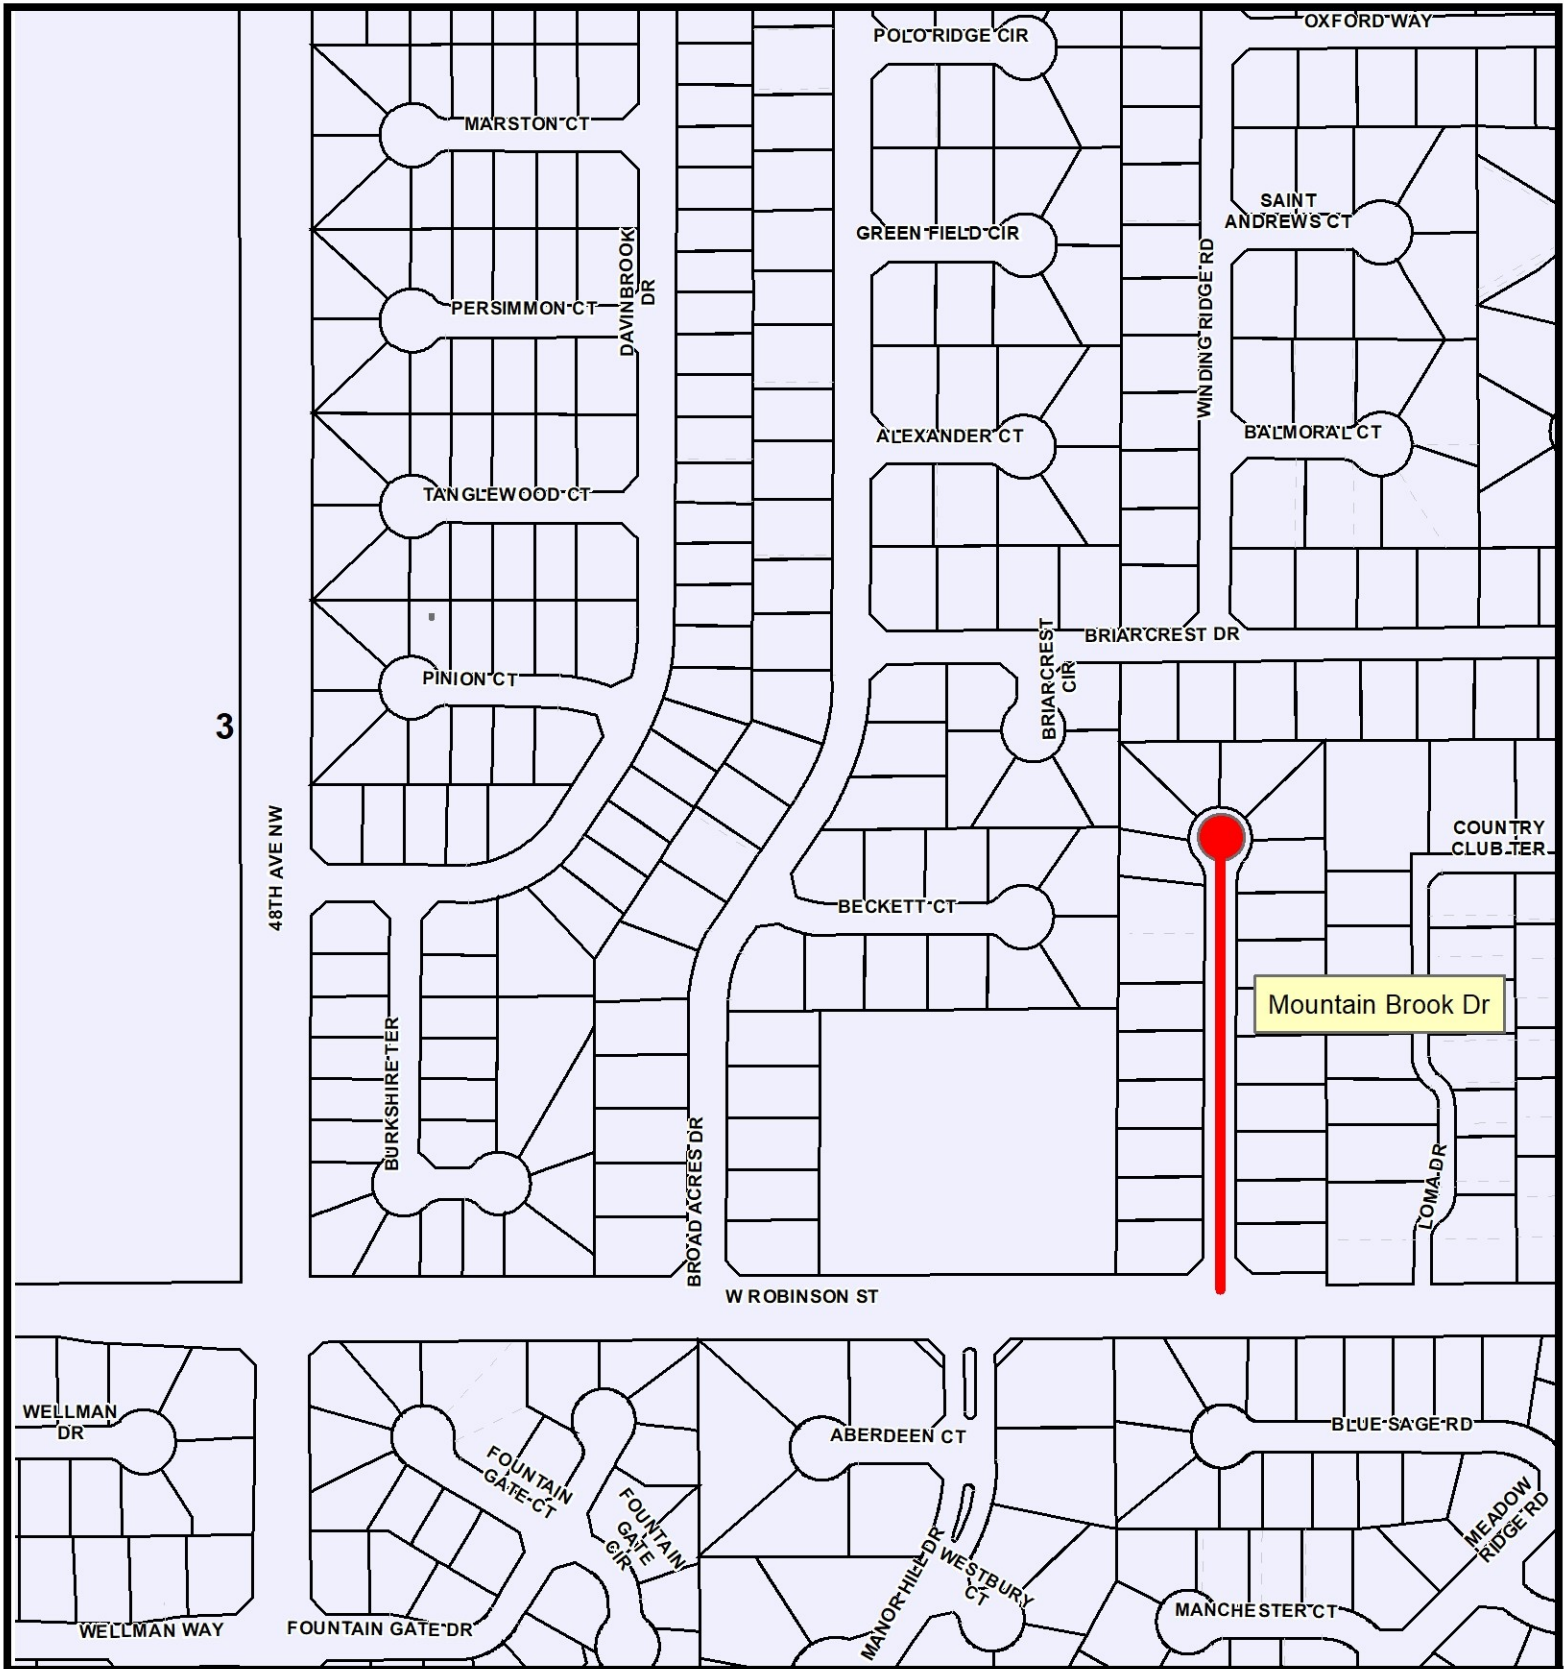 OXFORD WAY
POLO RIDGE CIR
MARSTON CT
SAINT
ANDREWS CT
GREEN FIELD CIR
DAVINBROOK
DR
PERSIMMON CT
WINDING RIDGE RD
ALEXANDER CT
BALMORAL CT
TANGLEWOOD CT
BRIARCREST DR
BRIARCREST
CIR
PINION CT
3
48TH AVE NW
COUNTRY
CLUB TER
BECKETT CT
Mountain Brook Dr
BURKSHIRE TER
BROAD ACRES DR
LOMA DR
W ROBINSON ST
WELLMAN
DR
ABERDEEN CT
BLUE SAGE RD
FOUNTAIN
GATE CT
FOUNTAIN
GATE
CIR
MEADOW
RIDGE RD
MANOR HILL DR
WESTBURY
CT
MANCHESTER CT
WELLMAN WAY
FOUNTAIN GATE DR